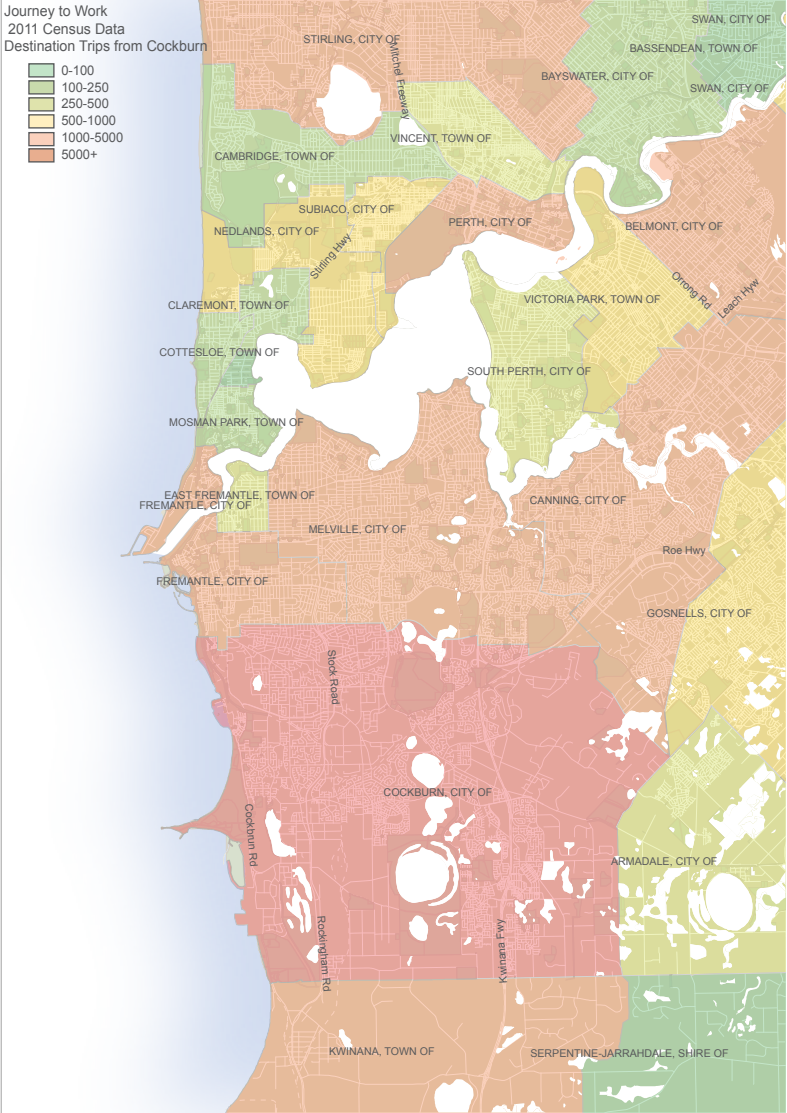 Journey to Work
2011 Census Data
Destination Trips from Cockburn
0-100
100-250
250-500
500-1000
1000-5000
5000+
SWAN, CITY OF
STIRLING, CITY OF
BASSENDEAN, TOWN OF
Mitchel Freeway
BAYSWATER, CITY OF
SWAN, CITY OF
VINCENT, TOWN OF
CAMBRIDGE, TOWN OF
SUBIACO, CITY OF
PERTH, CITY OF
BELMONT, CITY OF
NEDLANDS, CITY OF
Stirling Hwy
Orrong Rd
Leach Hyw
CLAREMONT, TOWN OF
VICTORIA PARK, TOWN OF
COTTESLOE, TOWN OF
SOUTH PERTH, CITY OF
MOSMAN PARK, TOWN OF
EAST FREMANTLE, TOWN OF
FREMANTLE, CITY OF
CANNING, CITY OF
MELVILLE, CITY OF
Roe Hwy
FREMANTLE, CITY OF
GOSNELLS, CITY OF
Stock Road
COCKBURN, CITY OF
Cockbrun Rd
ARMADALE, CITY OF
Rockingham Rd
Kwinana Fwy
KWINANA, TOWN OF
SERPENTINE-JARRAHDALE, SHIRE OF